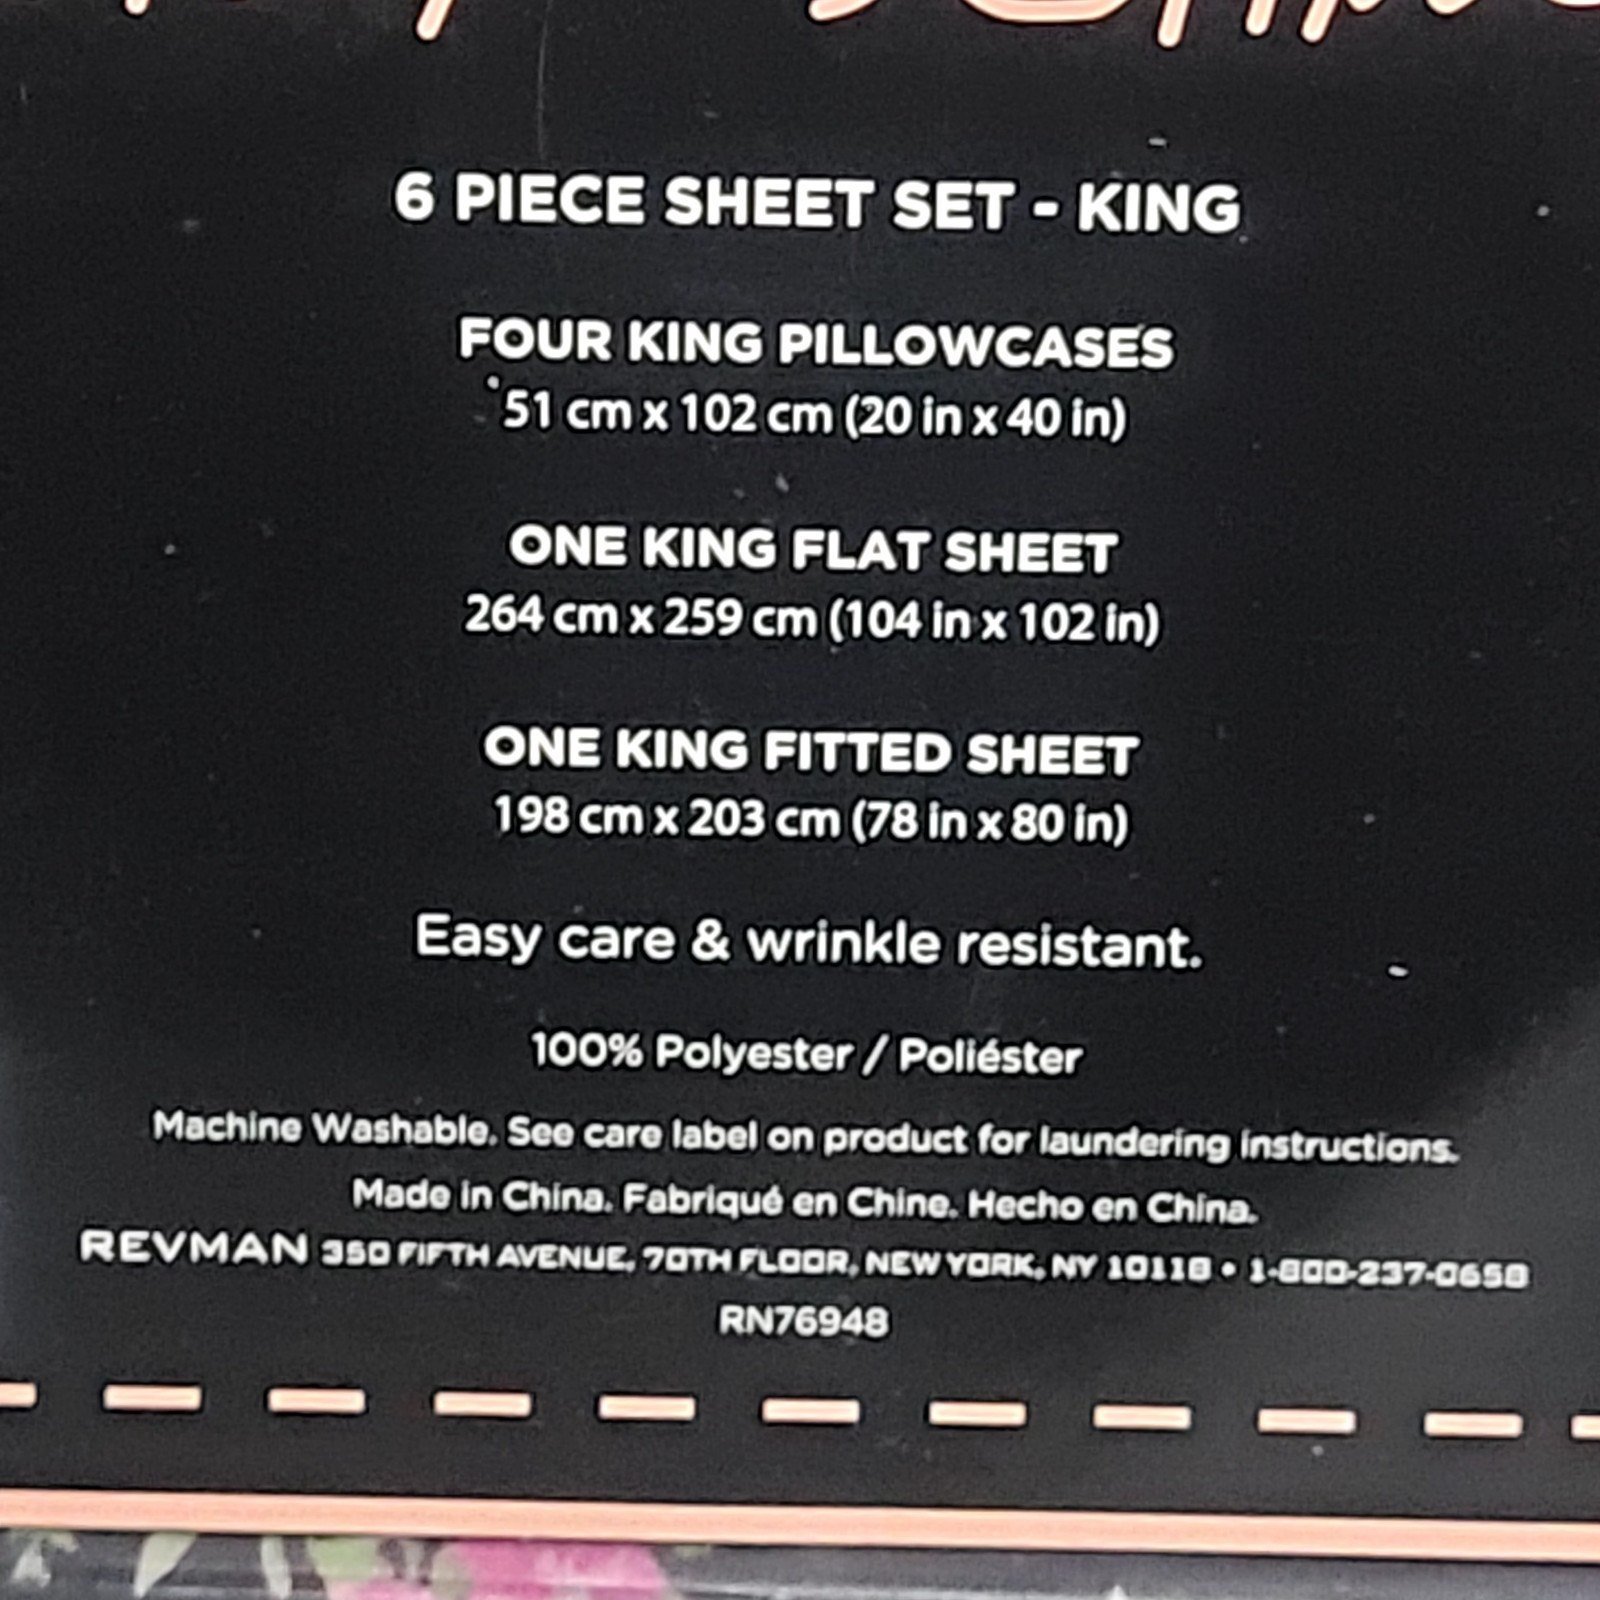 6 PIECE SHEET SET - KING
FOUR KING PILLOWCASES
51 cm x 102 cm (20 in x 40 in)
ONE KING FLAT SHEET
264 cm x 259 cm (104 in x 102 in)
ONE KING FITTED SHEET
198 cm x 203 cm (78 in x 80 in)
Easy care & wrinkle resistant.
100% Polyester / Poliéster
Machine Washable. See care label on product for laundering instructions.
Made in China. Fabriqué en Chine. Hecho en China.
REVMAN 350 FIFTH AVENUE, 70TH FLOOR, NEW YORK, NY 10118 • 1-800-237-0658
RN76948